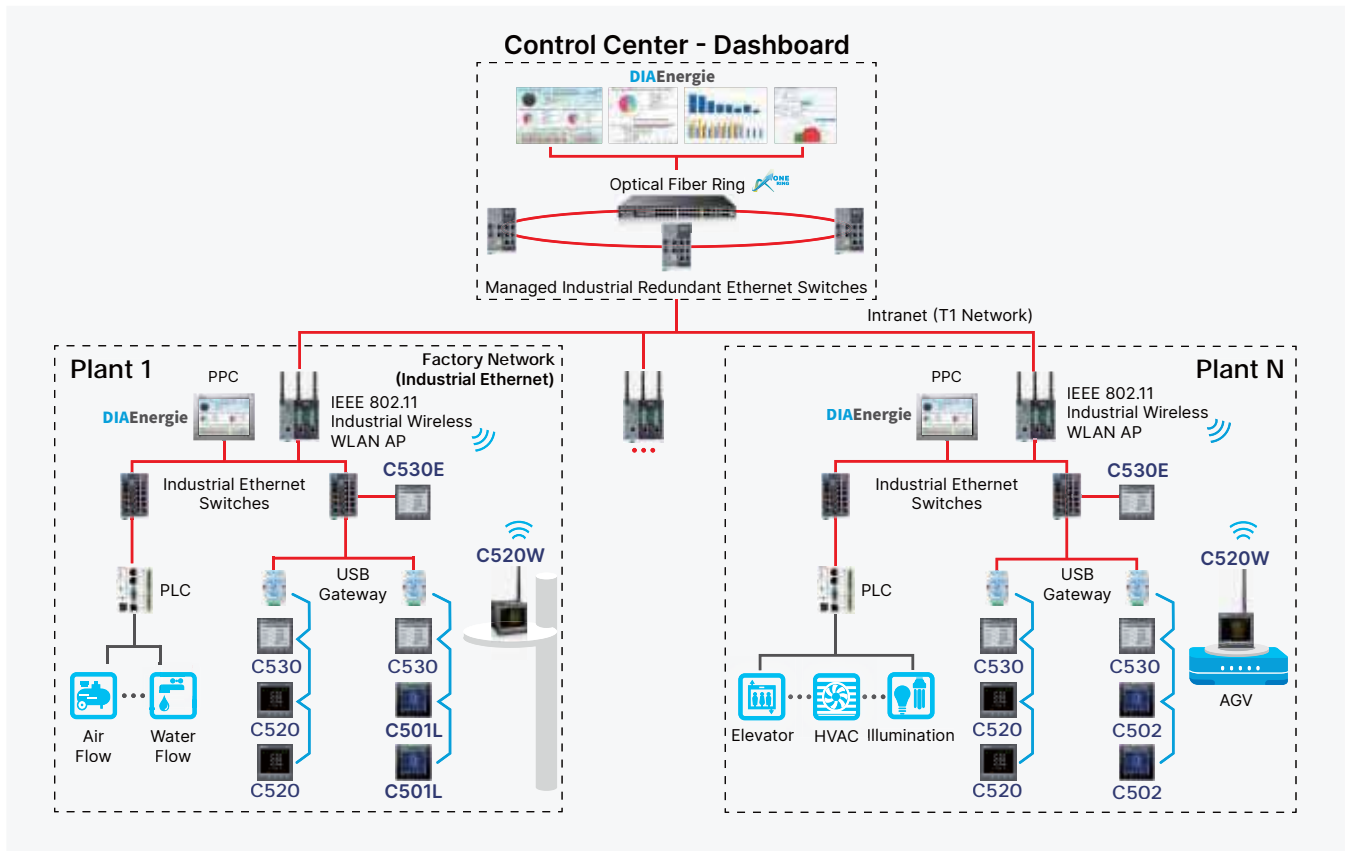 Control Center - Dashboard
DIAEnergie
Optical Fiber Ring
ONE
RING
Managed Industrial Redundant Ethernet Switches
Intranet (T1 Network)
Plant 1
Factory Network
(Industrial Ethernet)
PPC
DIAEnergie
IEEE 802.11
Industrial Wireless
WLAN AP
C530E
Industrial Ethernet
Switches
C520W
PLC
USB
Gateway
C530
C530
C520
C501L
C520
C501L
Air
Flow
Water
Flow
Plant N
PPC
DIAEnergie
IEEE 802.11
Industrial Wireless
WLAN AP
C530E
Industrial Ethernet
Switches
C520W
PLC
USB
Gateway
C530
C530
AGV
Elevator
HVAC
Illumination
C520
C502
C520
C502